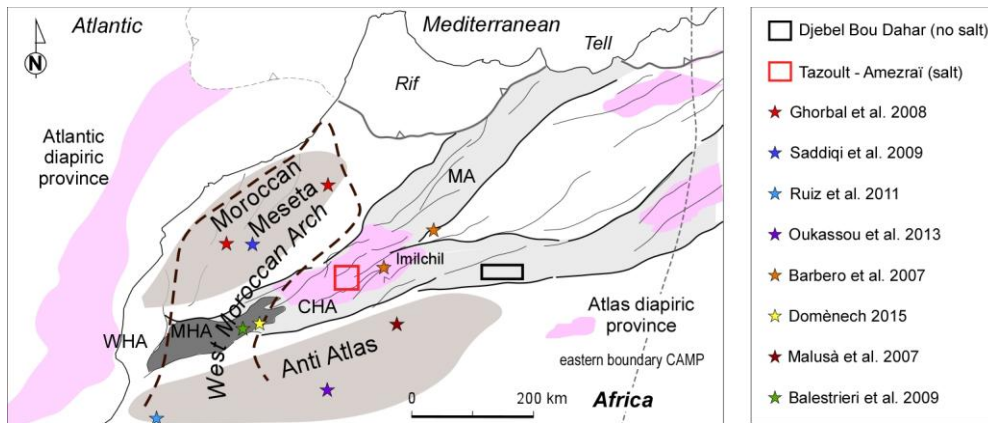 Atlantic
Mediterranean
Tell
N
Rif
Atlantic
diapiric
province
MA
Moroccan
Meseta
West Moroccan Arch
Imilchil
CHA
MHA
WHA
Atlas diapiric
province
eastern boundary CAMP
Anti Atlas
0 200 km
Africa
Djebel Bou Dahar (no salt)
Tazoult - Amezraï (salt)
Ghorbal et al. 2008
Saddiqi et al. 2009
Ruiz et al. 2011
Oukassou et al. 2013
Barbero et al. 2007
Domènech 2015
Malusà et al. 2007
Balestrieri et al. 2009